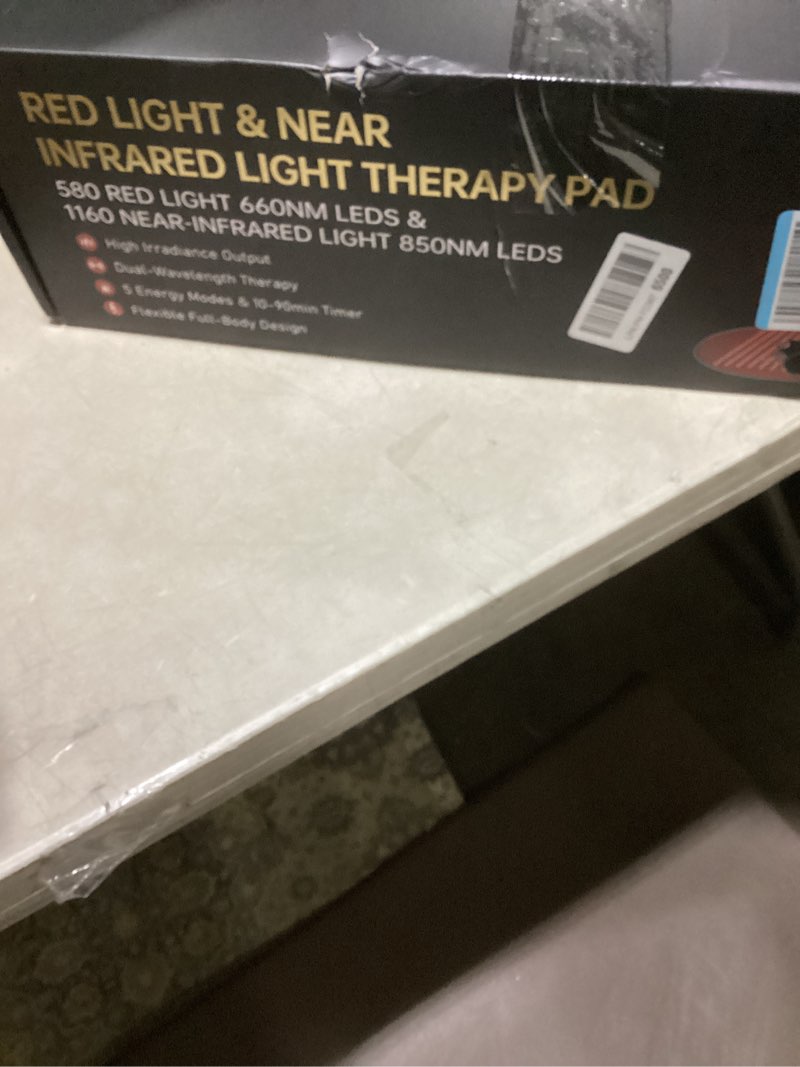 RED LIGHT & NEAR
INFRARED LIGHT THERAPY PAD
580 RED LIGHT 660NM LEDS &
1160 NEAR-INFRARED LIGHT 850NM LEDS
High Irradiance Output
Dual-Wavelength Therapy
5 Energy Modes & 10-90min Timer
Flexible Full-Body Design